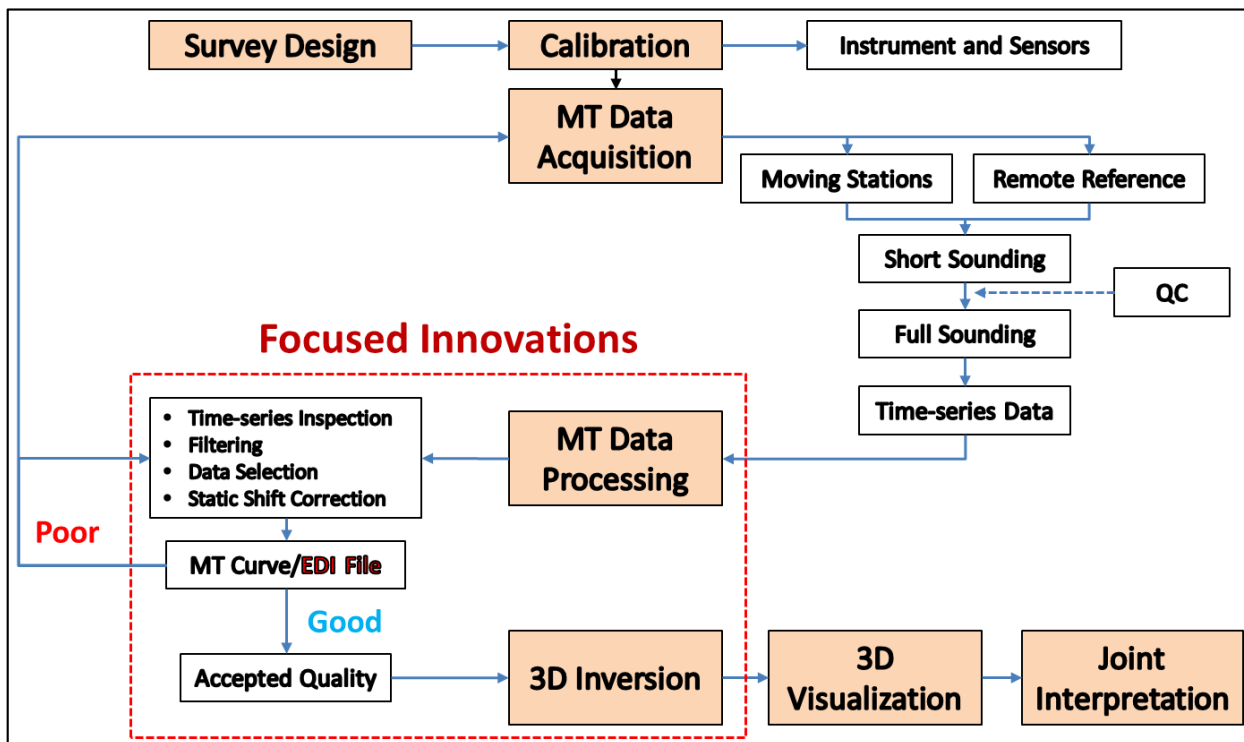 Survey Design
Calibration
Instrument and Sensors
MT Data
Acquisition
Moving Stations
Remote Reference
Short Sounding
QC
Full Sounding
Time-series Data
Focused Innovations
MT Data
Processing
• Time-series Inspection
• Filtering
• Data Selection
• Static Shift Correction
Poor
MT Curve/EDI File
Good
Accepted Quality
3D Inversion
3D
Visualization
Joint
Interpretation